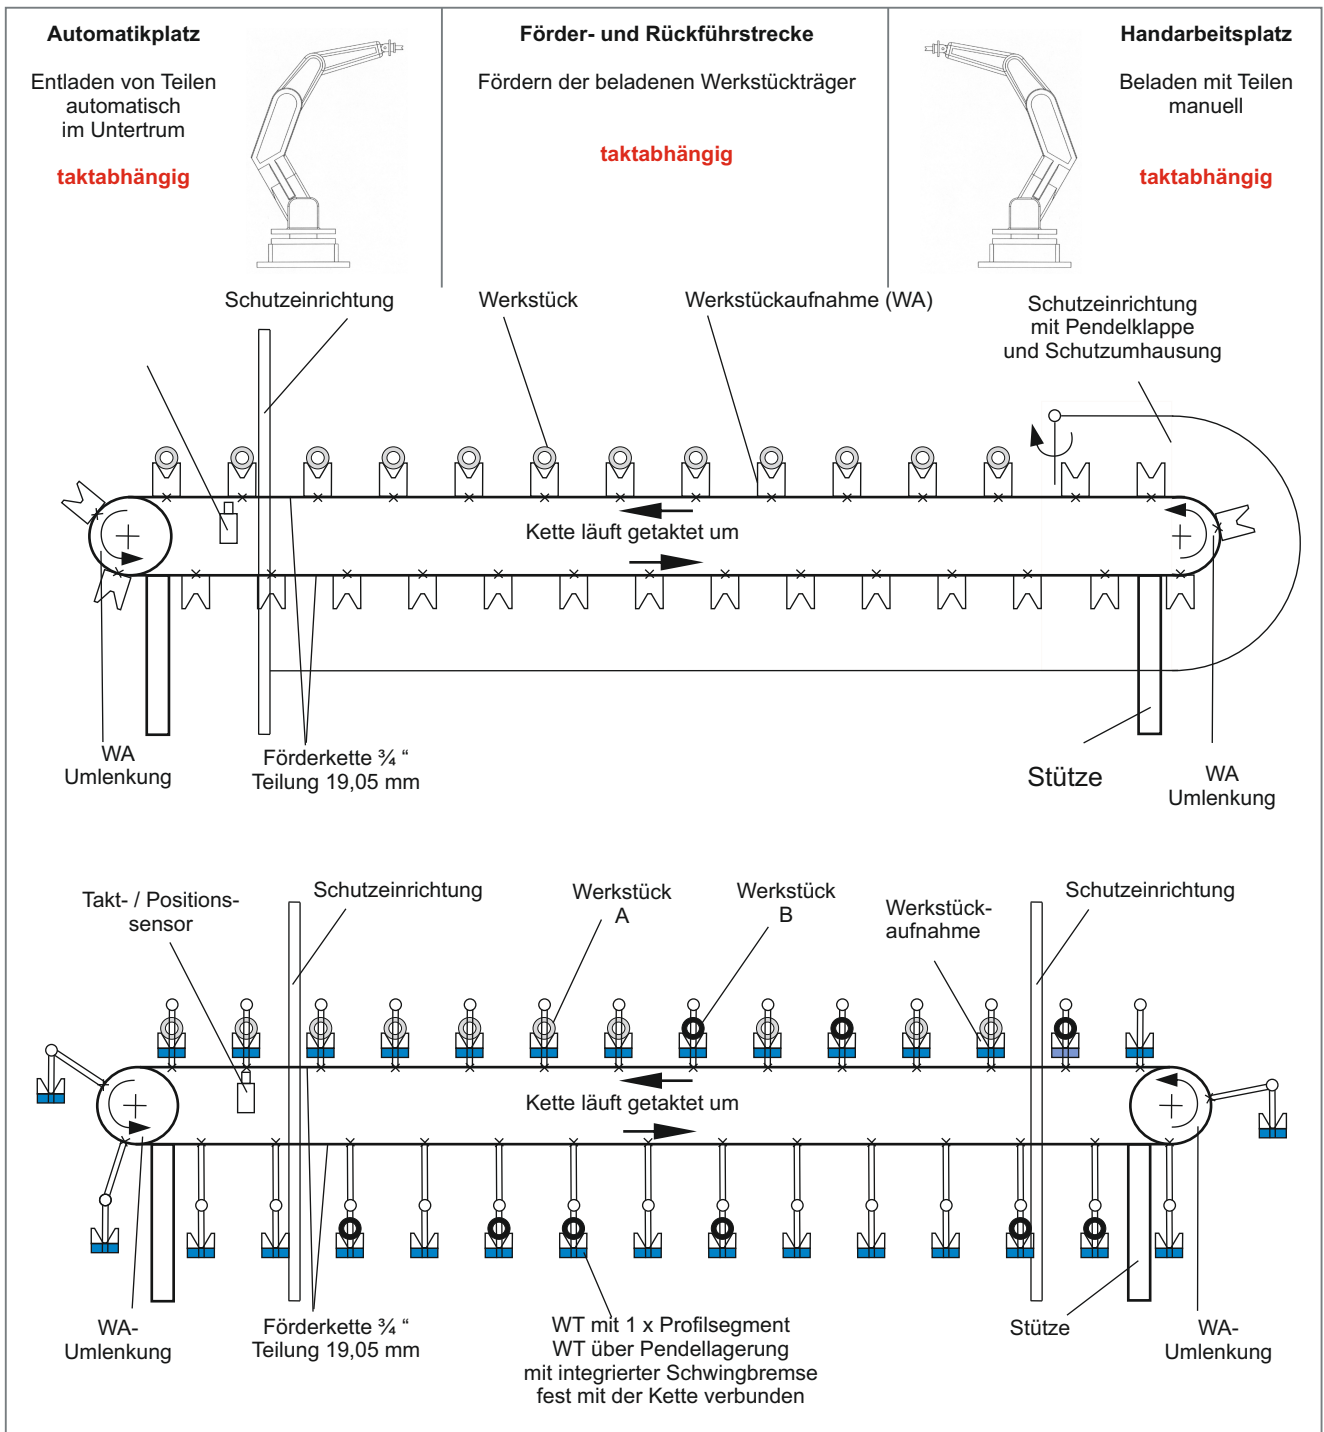 Automatikplatz
Entladen von Teilen
automatisch
im Untertrum
taktabhängig
Förder- und Rückführstrecke
Fördern der beladenen Werkstückträger
taktabhängig
Handarbeitsplatz
Beladen mit Teilen
manuell
taktabhängig
Schutzeinrichtung
Werkstück
Werkstückaufnahme (WA)
Schutzeinrichtung
mit Pendelklappe
und Schutzumhausung
Kette läuft getaktet um
WA
Umlenkung
Förderkette ¾ “
Teilung 19,05 mm
Stütze
WA
Umlenkung
Takt- / Positions-
sensor
Schutzeinrichtung
Werkstück
A
Werkstück
B
Werkstück-
aufnahme
Schutzeinrichtung
Kette läuft getaktet um
WA-
Umlenkung
Förderkette ¾ “
Teilung 19,05 mm
WT mit 1 x Profilsegment
WT über Pendellagerung
mit integrierter Schwingbremse
fest mit der Kette verbunden
Stütze
WA-
Umlenkung